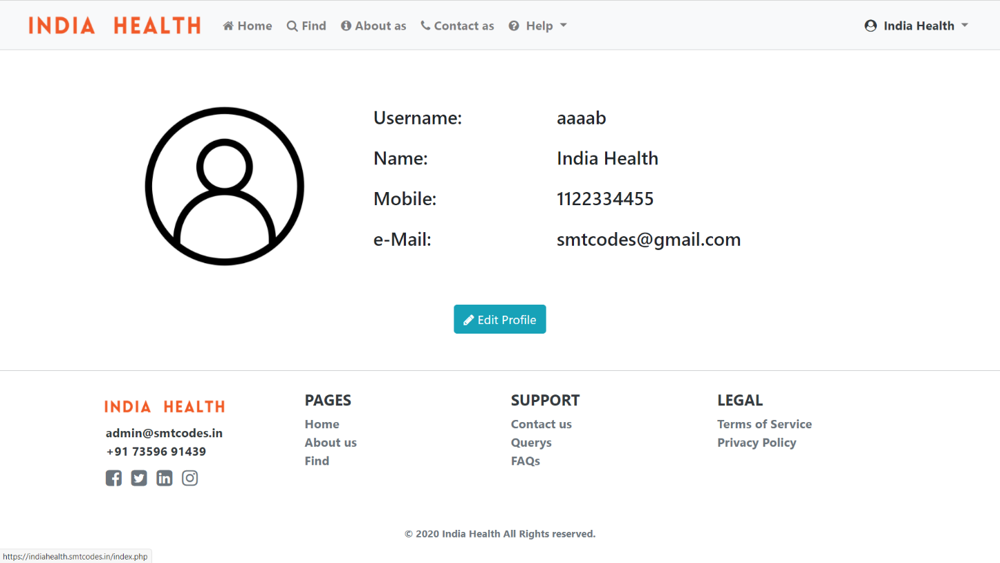 INDIA HEALTH Home Find About as Contact as Help India Health
Username: aaaab
Name: India Health
Mobile: 1122334455
e-Mail: smtcodes@gmail.com
Edit Profile
INDIA HEALTH
admin@smtcodes.in
+91 73596 91439
PAGES
Home
About us
Find
SUPPORT
Contact us
Querys
FAQs
LEGAL
Terms of Service
Privacy Policy
© 2020 India Health All Rights reserved.
https://indiahealth.smtcodes.in/index.php